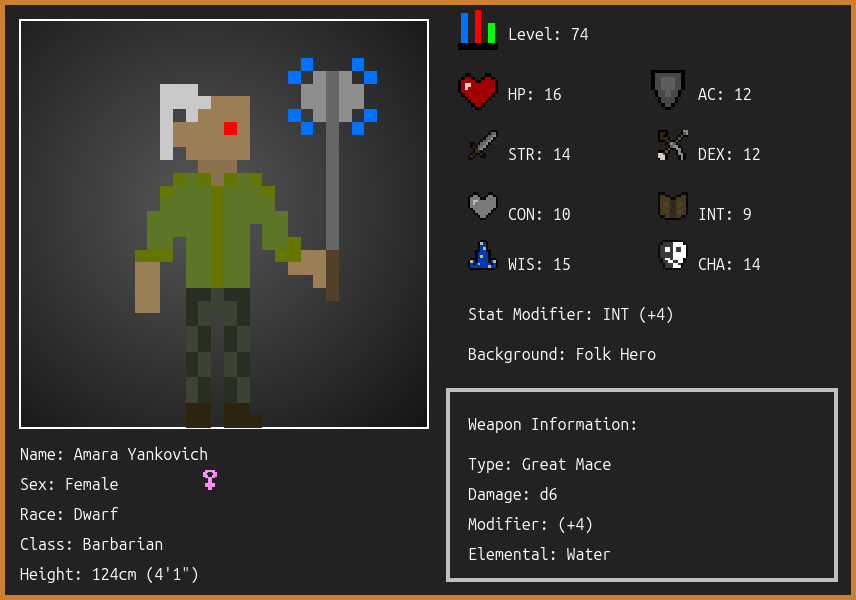 Level: 74
HP: 16
AC: 12
STR: 14
DEX: 12
CON: 10
INT: 9
WIS: 15
CHA: 14
Stat Modifier: INT (+4)
Background: Folk Hero
Weapon Information:
Type: Great Mace
Damage: d6
Modifier: (+4)
Elemental: Water
Name: Amara Yankovich
Sex: Female
Race: Dwarf
Class: Barbarian
Height: 124cm (4'1")